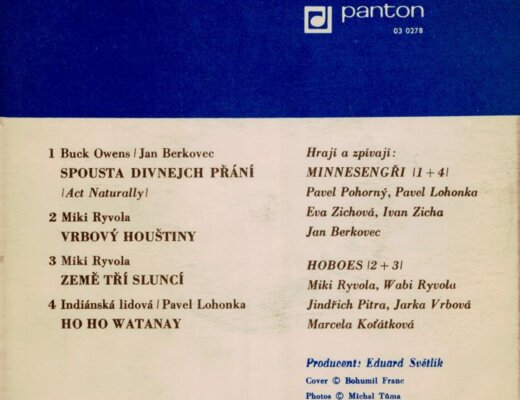 panton
03 0278
1 Buck Owens / Jan Berkovec
SPOUSTA DIVNEJCH PŘÁNÍ
/Act Naturally/
2 Miki Ryvola
VRBOVÝ HOUŠTINY
3 Miki Ryvola
ZEMĚ TŘÍ SLUNCÍ
4 Indiánská lidová / Pavel Lohonka
HO HO WATANAY
Hrají a zpívají:
MINNESENGŘI /1+4/
Pavel Pohorný, Pavel Lohonka
Eva Zichová, Ivan Zicha
Jan Berkovec
HOBOES /2+3/
Miki Ryvola, Wabi Ryvola
Jindřich Pitra, Jarka Vrbová
Marcela Koťátková
Producent: Eduard Světlík
Cover © Bohumil Franc
Photos © Michal Tůma